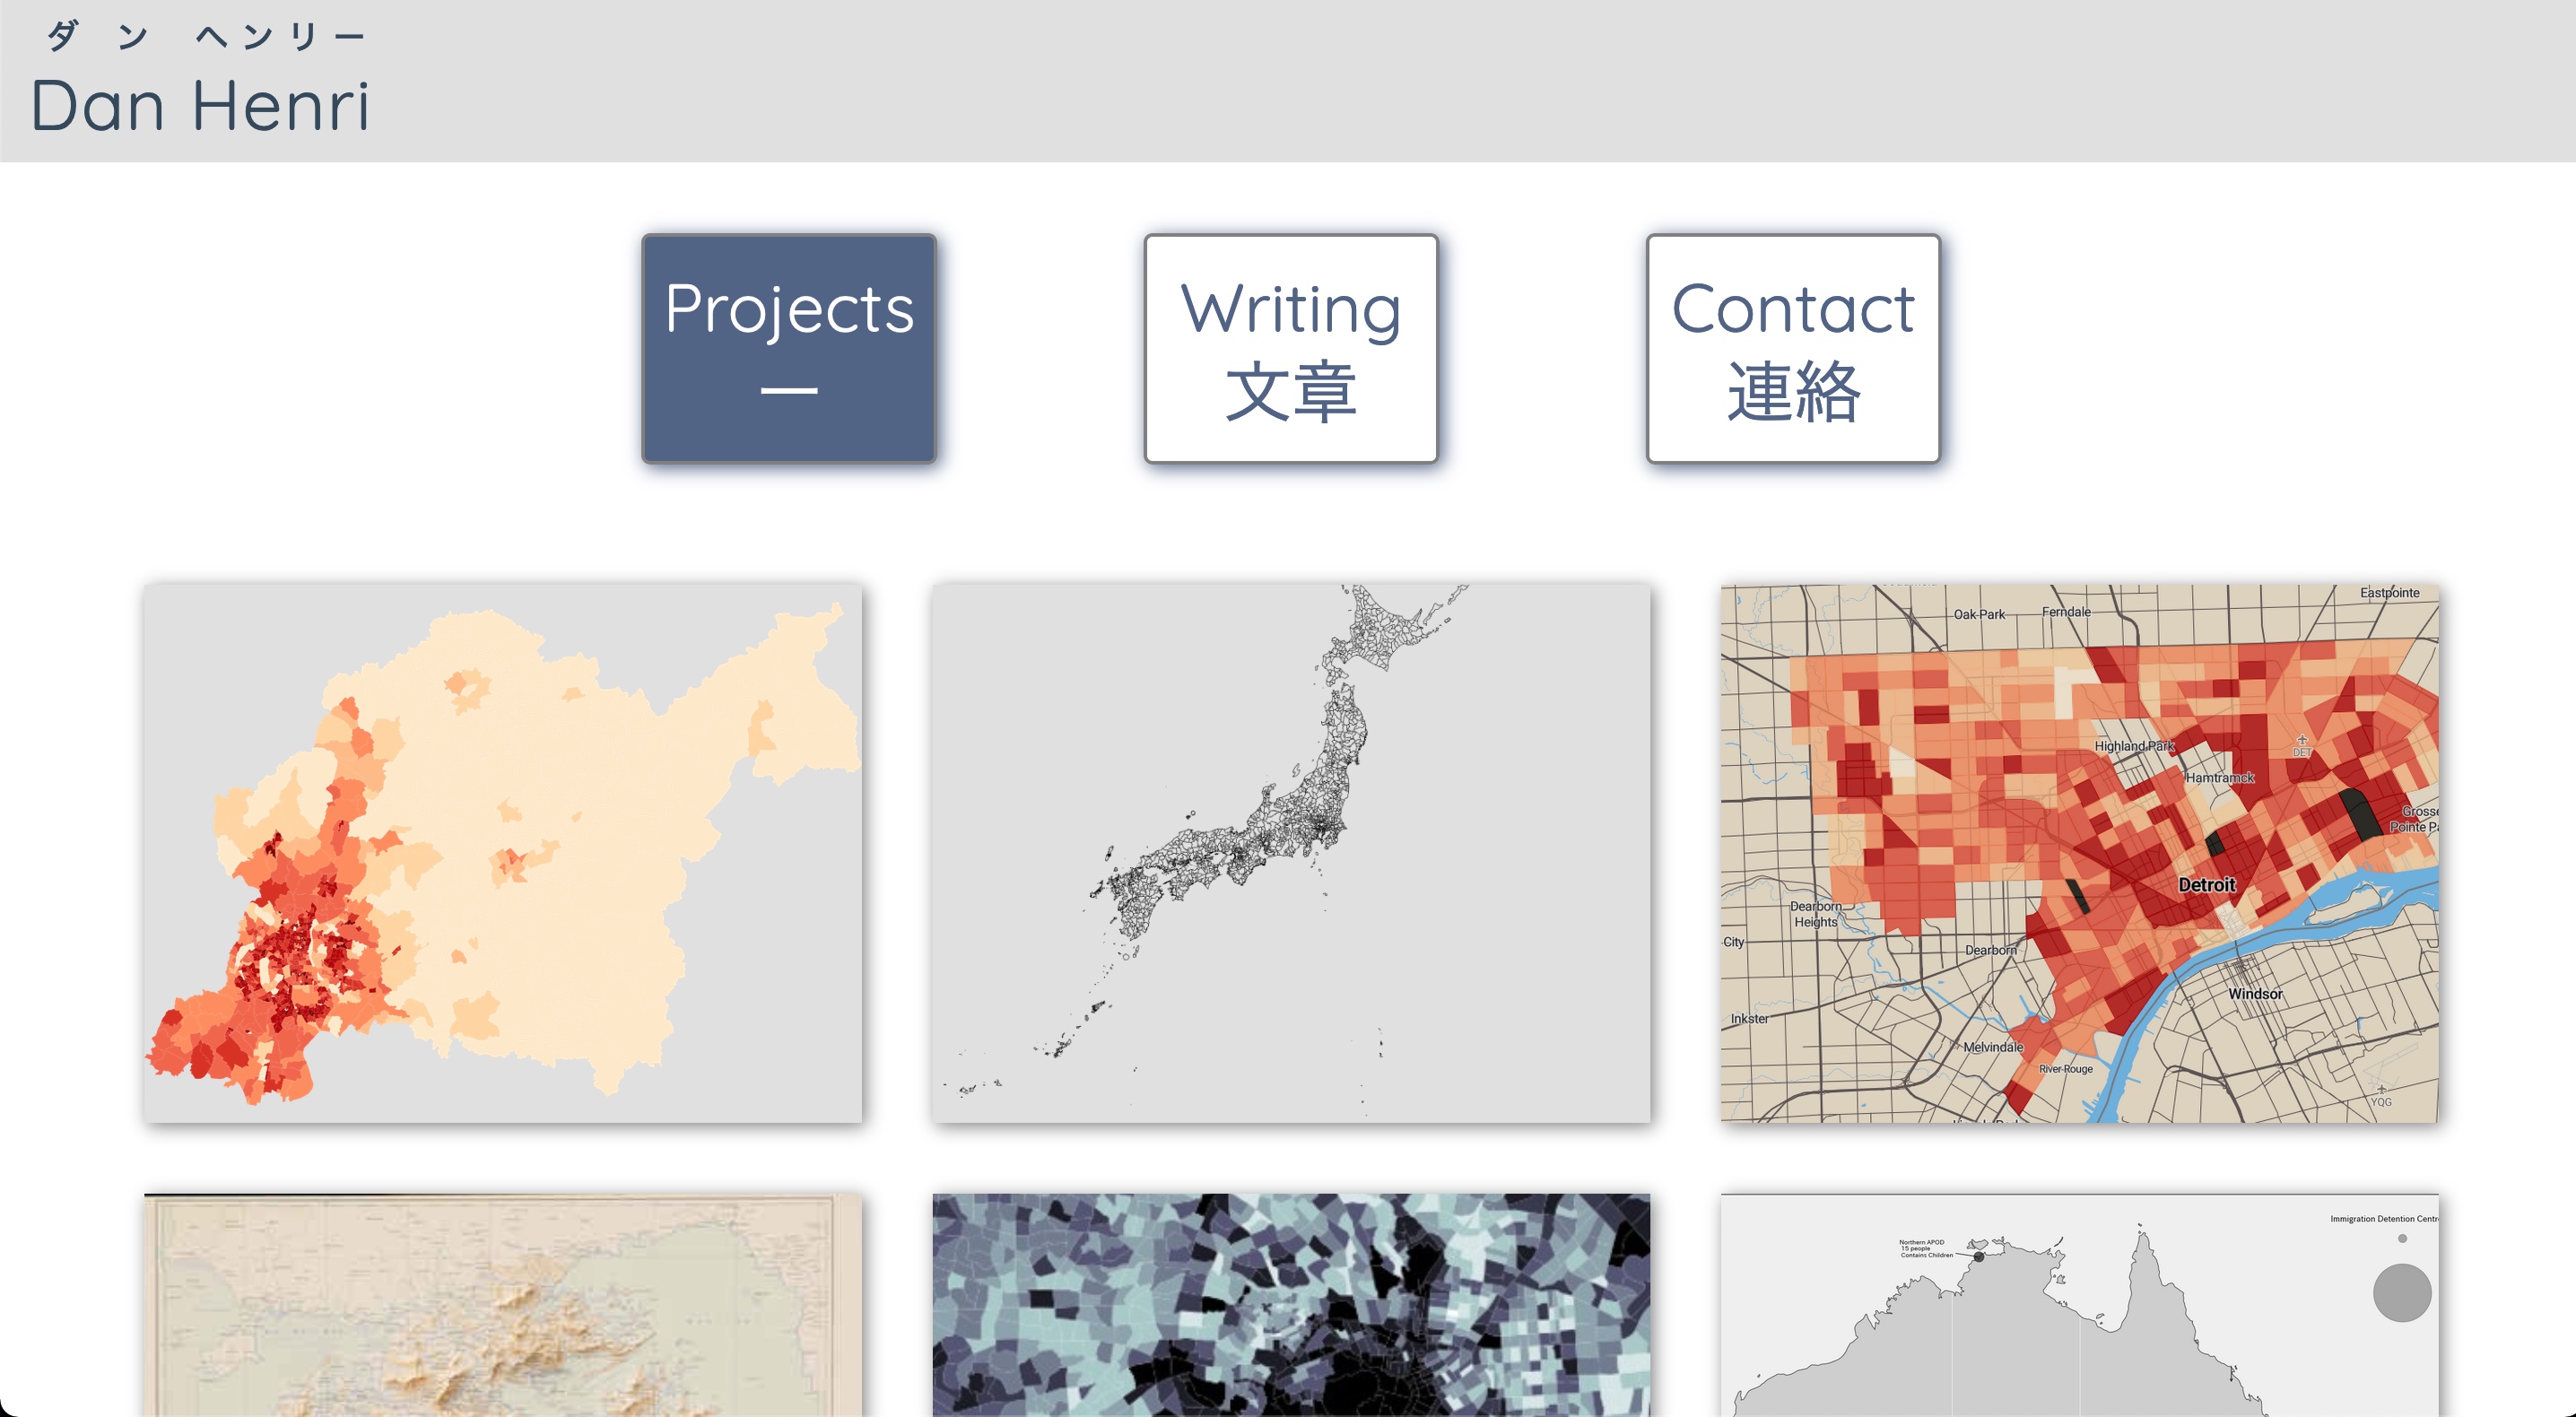 ダン ヘンリー
Dan Henri
Projects
—
Writing
文章
Contact
連絡
Eastpointe
Oak Park
Ferndale
Highland Park
DET
Hamtramck
Grosse
Pointe Pa
Detroit
Dearborn
Heights
City
Dearborn
Windsor
Inkster
Melvindale
River Rouge
YQG
Immigration Detention Centr
Northern APOD
15 people
Contains Children